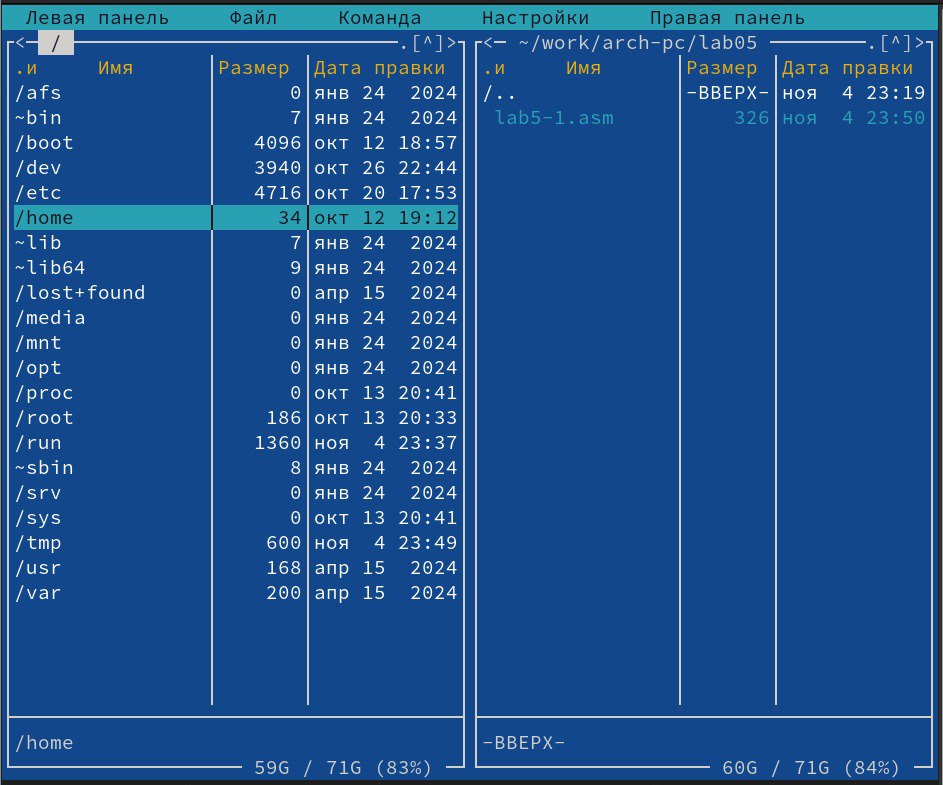 Левая панель Файл Команда Настройки Правая панель
<- / .[^]> <- ~/work/arch-pc/lab05 .[^]>
.и Имя Размер Дата правки .и Имя Размер Дата правки
/afs 0 янв 24 2024 /.. -ВВЕРХ- ноя 4 23:19
~bin 7 янв 24 2024 lab5-1.asm 326 ноя 4 23:50
/boot 4096 окт 12 18:57
/dev 3940 окт 26 22:44
/etc 4716 окт 20 17:53
/home 34 окт 12 19:12
~lib 7 янв 24 2024
~lib64 9 янв 24 2024
/lost+found 0 апр 15 2024
/media 0 янв 24 2024
/mnt 0 янв 24 2024
/opt 0 янв 24 2024
/proc 0 окт 13 20:41
/root 186 окт 13 20:33
/run 1360 ноя 4 23:37
~sbin 8 янв 24 2024
/srv 0 янв 24 2024
/sys 0 окт 13 20:41
/tmp 600 ноя 4 23:49
/usr 168 апр 15 2024
/var 200 апр 15 2024
/home -ВВЕРХ-
59G / 71G (83%) 60G / 71G (84%)